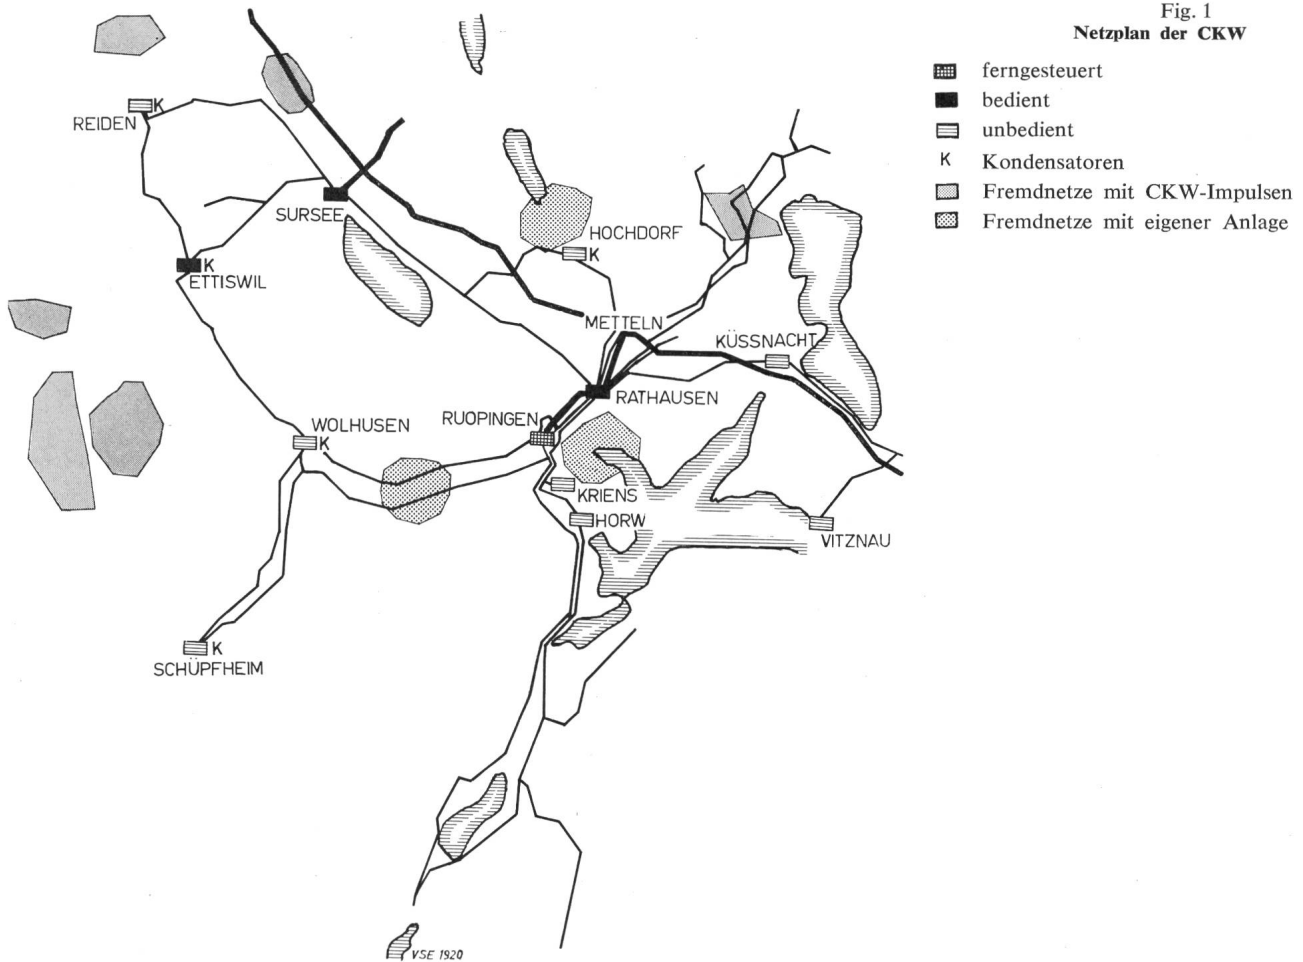 Fig. 1
Netzplan der CKW
ferngesteuert
bedient
unbedient
K Kondensatoren
Fremdnetze mit CKW-Impulsen
Fremdnetze mit eigener Anlage
K
REIDEN
SURSEE
HOCHDORF
K
K
ETTISWIL
METTELN
KÜSSNACHT
RATHAUSEN
RUOPINGEN
WOLHUSEN
K
KRIENS
HORW
VITZNAU
K
SCHÜPFHEIM
VSE 1920